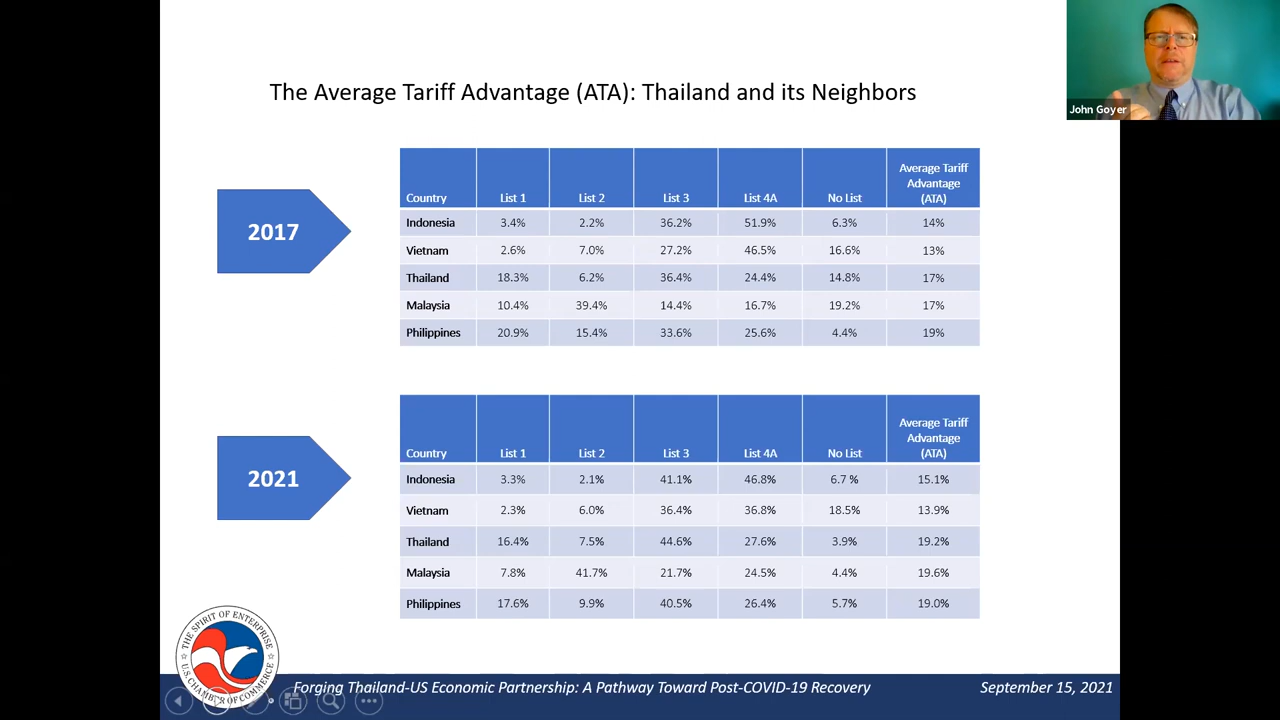 John Goyer
The Average Tariff Advantage (ATA): Thailand and its Neighbors
2017
Average Tariff
Advantage
Country List 1 List 2 List 3 List 4A No List (ATA)
Indonesia 3.4% 2.2% 36.2% 51.9% 6.3% 14%
Vietnam 2.6% 7.0% 27.2% 46.5% 16.6% 13%
Thailand 18.3% 6.2% 36.4% 24.4% 14.8% 17%
Malaysia 10.4% 39.4% 14.4% 16.7% 19.2% 17%
Philippines 20.9% 15.4% 33.6% 25.6% 4.4% 19%
2021
Average Tariff
Advantage
Country List 1 List 2 List 3 List 4A No List (ATA)
Indonesia 3.3% 2.1% 41.1% 46.8% 6.7 % 15.1%
Vietnam 2.3% 6.0% 36.4% 36.8% 18.5% 13.9%
Thailand 16.4% 7.5% 44.6% 27.6% 3.9% 19.2%
Malaysia 7.8% 41.7% 21.7% 24.5% 4.4% 19.6%
Philippines 17.6% 9.9% 40.5% 26.4% 5.7% 19.0%
THE SPIRIT OF ENTERPRISE
U.S. CHAMBER OF COMMERCE
Forging Thailand-US Economic Partnership: A Pathway Toward Post-COVID-19 Recovery September 15, 2021